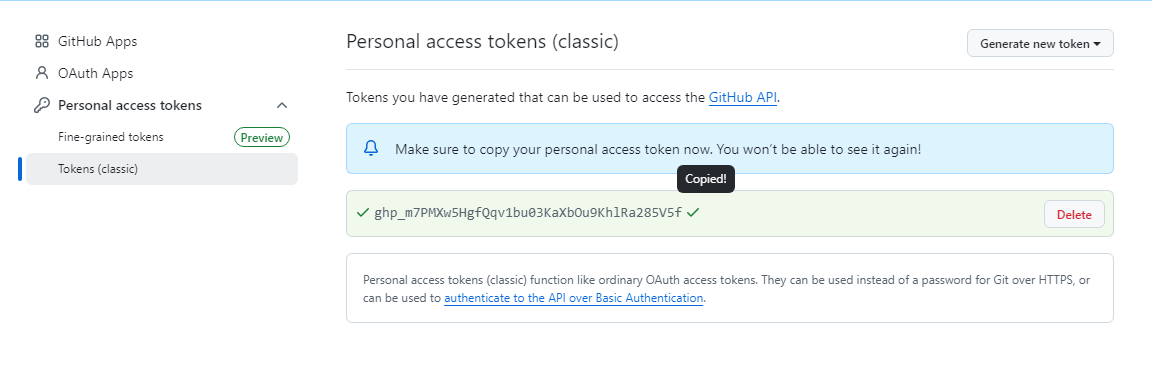 GitHub Apps
OAuth Apps
Personal access tokens
Fine-grained tokens
Preview
Tokens (classic)
Personal access tokens (classic)
Generate new token
Tokens you have generated that can be used to access the GitHub API.
Make sure to copy your personal access token now. You won't be able to see it again!
Copied!
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
Delete
Personal access tokens (classic) function like ordinary OAuth access tokens. They can be used instead of a password for Git over HTTPS, or
can be used to authenticate to the API over Basic Authentication.